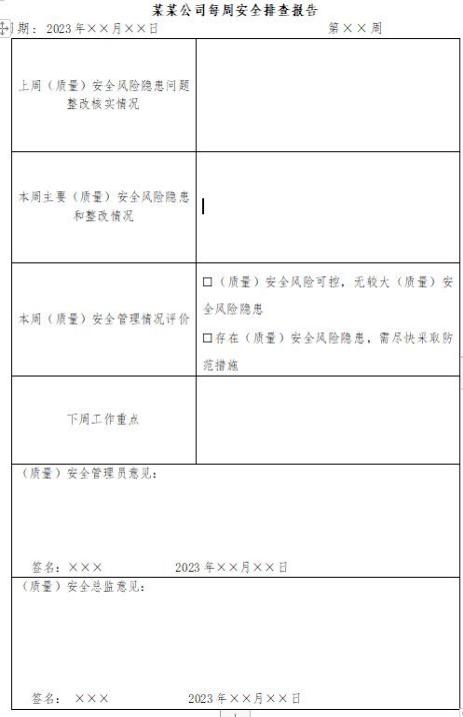 某某公司每周安全排查报告
期：2023年××月××日 第××周
上周（质量）安全风险隐患问题
整改核实情况
本周主要（质量）安全风险隐患
和整改情况
本周（质量）安全管理情况评价
□（质量）安全风险可控，无较大（质量）安
全风险隐患
□存在（质量）安全风险隐患，需尽快采取防
范措施
下周工作重点
（质量）安全管理员意见：
签名：××× 2023年××月××日
（质量）安全总监意见：
签名： ××× 2023年××月××日